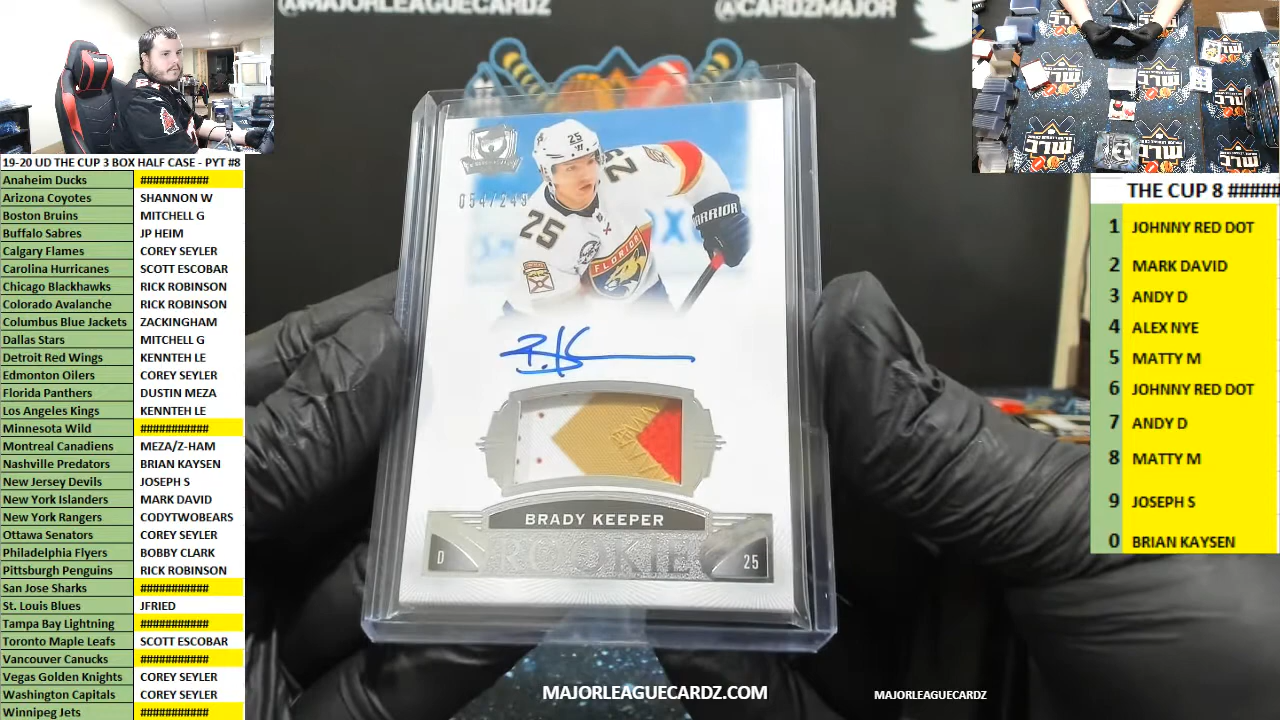 @MAJORLEAGUECARDZ
@CARDZMAJOR
19-20 UD THE CUP 3 BOX HALF CASE - PYT #8
Anaheim Ducks ###########
Arizona Coyotes SHANNON W
Boston Bruins MITCHELL G
Buffalo Sabres JP HEIM
Calgary Flames COREY SEYLER
Carolina Hurricanes SCOTT ESCOBAR
Chicago Blackhawks RICK ROBINSON
Colorado Avalanche RICK ROBINSON
Columbus Blue Jackets ZACKINGHAM
Dallas Stars MITCHELL G
Detroit Red Wings KENNTEH LE
Edmonton Oilers COREY SEYLER
Florida Panthers DUSTIN MEZA
Los Angeles Kings KENNTEH LE
Minnesota Wild ###########
Montreal Canadiens MEZA/Z-HAM
Nashville Predators BRIAN KAYSEN
New Jersey Devils JOSEPH S
New York Islanders MARK DAVID
New York Rangers CODYTWOBEARS
Ottawa Senators COREY SEYLER
Philadelphia Flyers BOBBY CLARK
Pittsburg Penguins RICK ROBINSON
San Jose Sharks ###########
St. Louis Blues JFRIED
Tampa Bay Lightning ###########
Toronto Maple Leafs SCOTT ESCOBAR
Vancouver Canucks ###########
Vegas Golden Knights COREY SEYLER
Washington Capitals COREY SEYLER
Winnipeg Jets ###########
054/249
25
25
25
WARRIOR
FLORIDA
BRADY KEEPER
D
ROOKIE
25
MAJORLEAGUECARDZ.COM
MAJORLEAGUECARDZ
THE CUP 8 #####
1 JOHNNY RED DOT
2 MARK DAVID
3 ANDY D
4 ALEX NYE
5 MATTY M
6 JOHNNY RED DOT
7 ANDY D
8 MATTY M
9 JOSEPH S
0 BRIAN KAYSEN